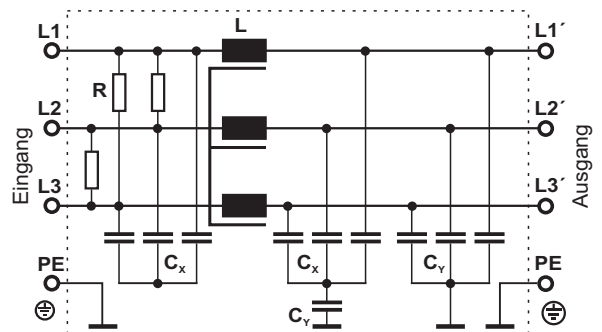 L1
L
L1´
R
L2
L2´
Eingang
Ausgang
L3
L3´
PE
Cx
Cx
CY
PE
CY